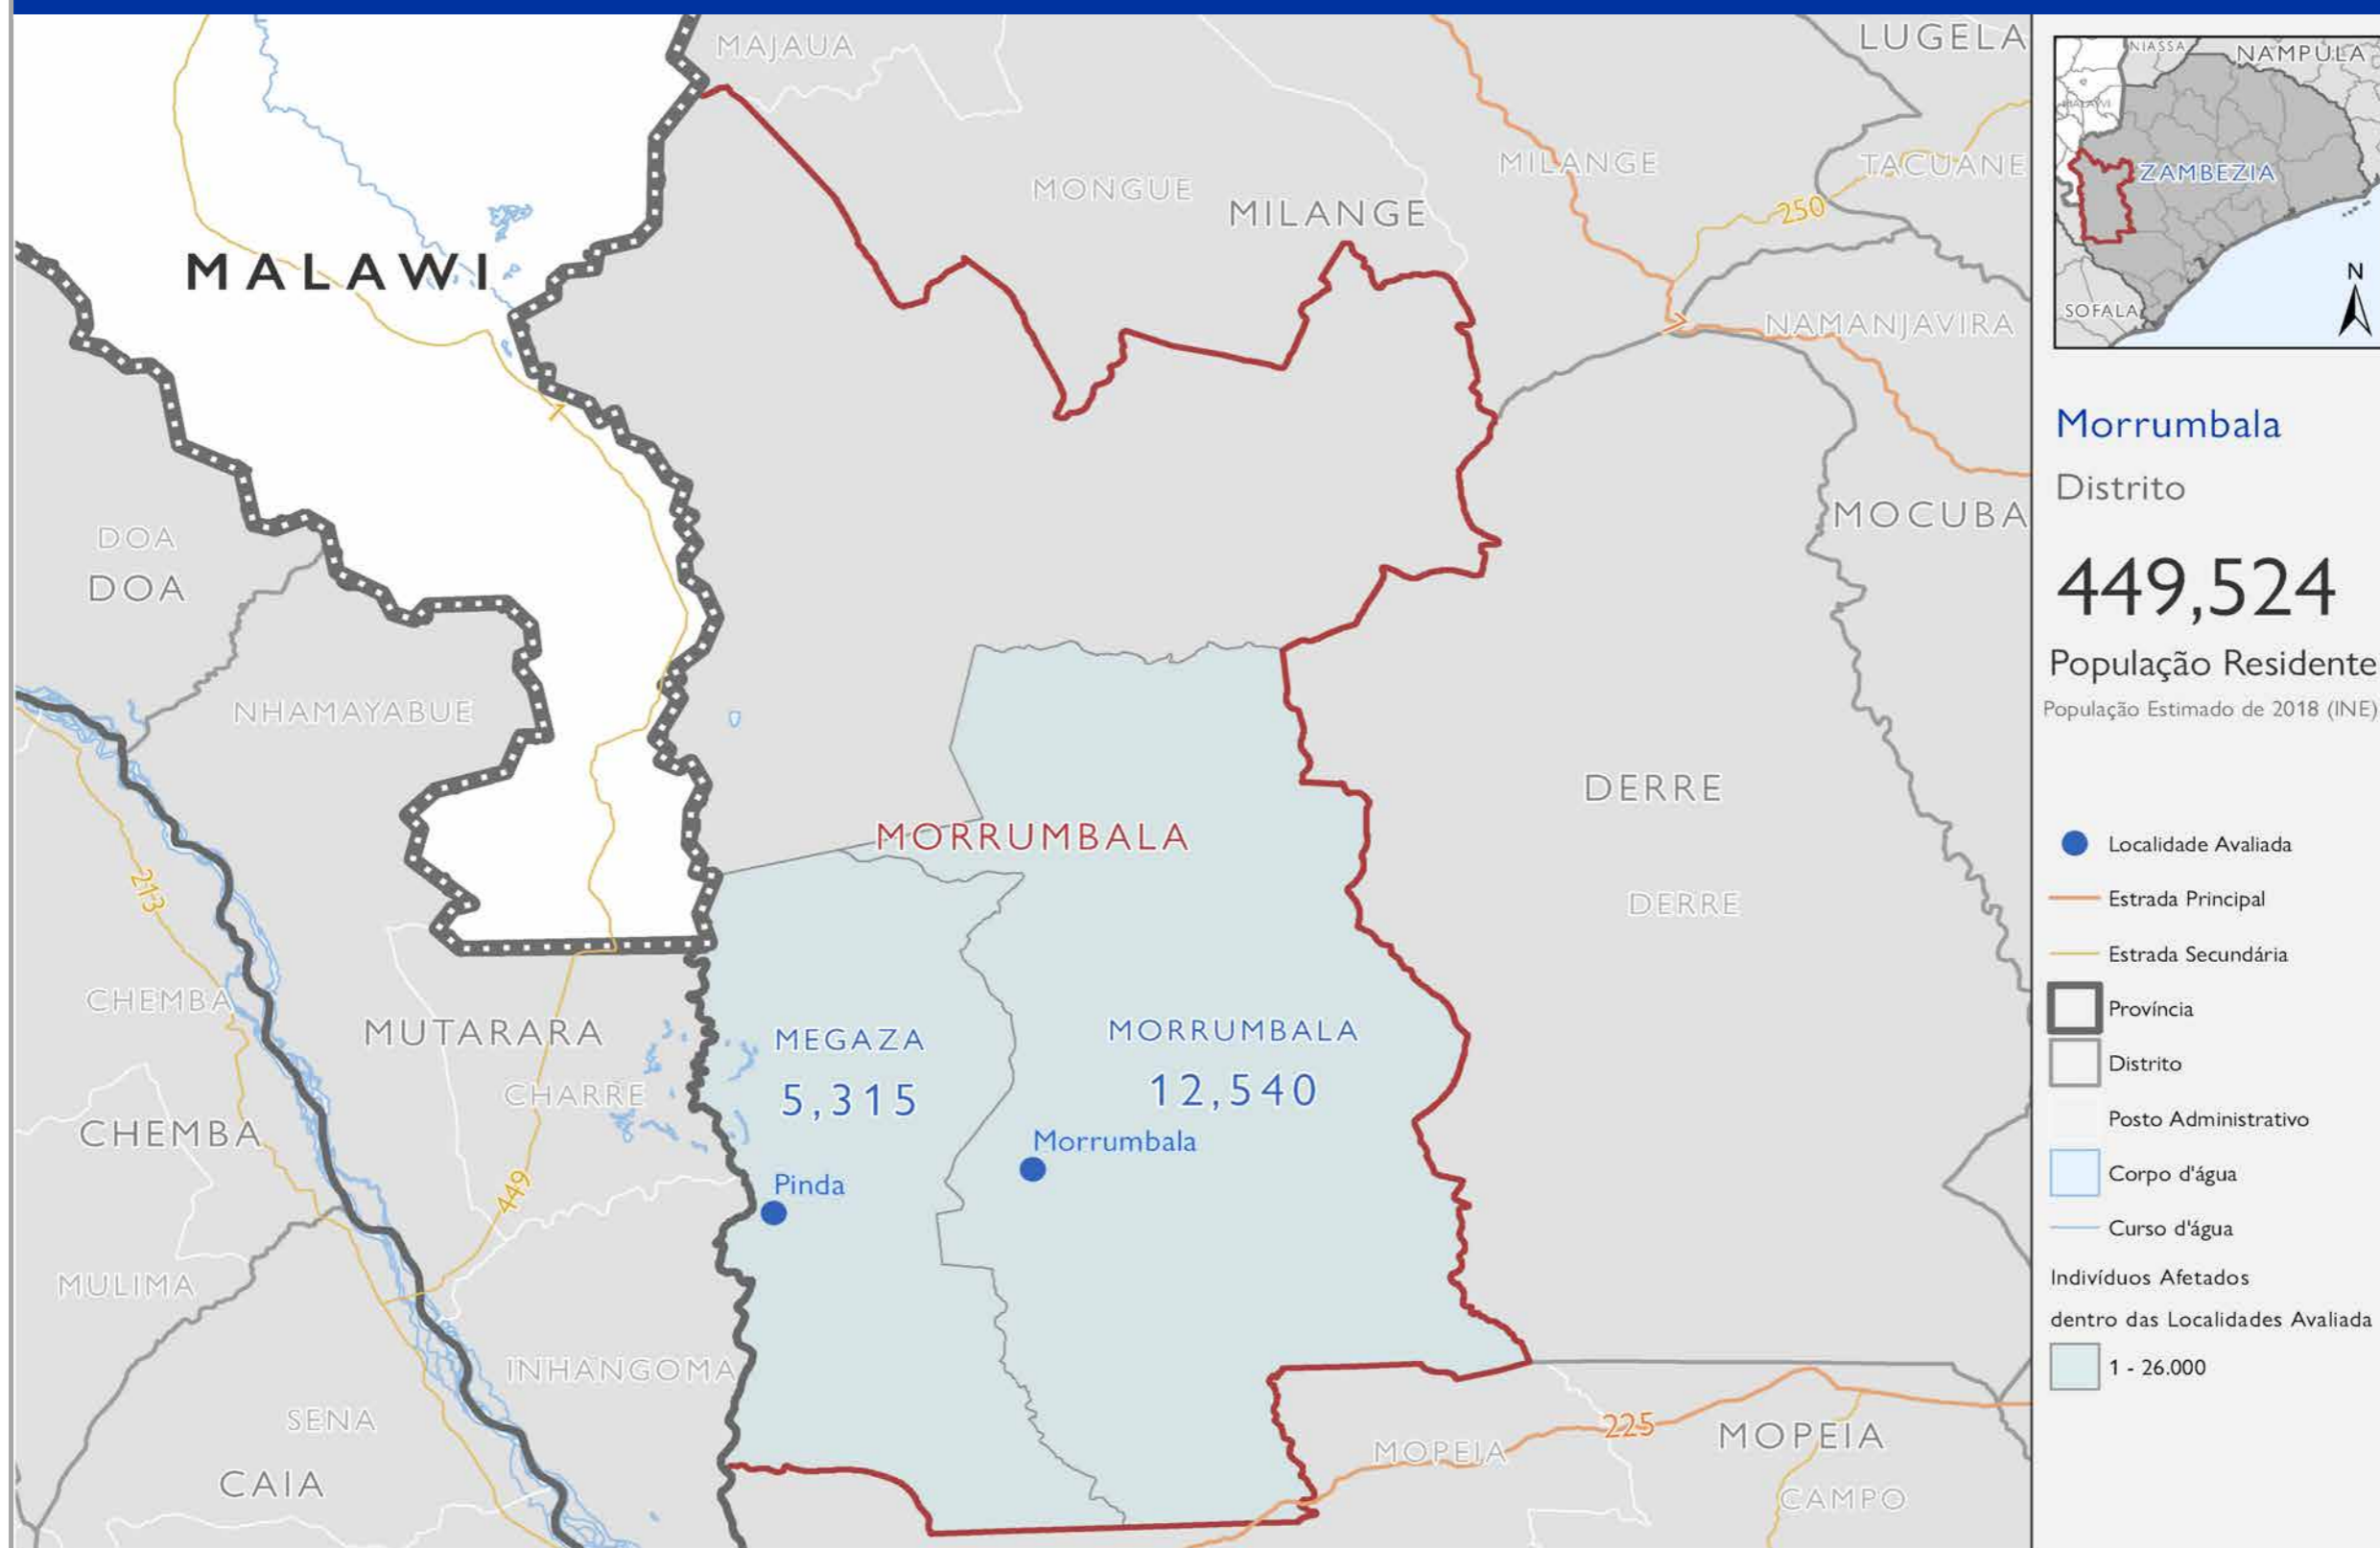 MAJAUA
LUGELA
MILANGE
TACUANE
MONGUE
MILANGE
250
MALAWI
7
NAMANJAVIRA
1
MOCUBA
DOA
DOA
NHAMAYABUE
DERRE
MORRUMBALA
213
DERRE
CHEMBA
MUTARARA
MEGAZA
5,315
MORRUMBALA
12,540
CHARRE
CHEMBA
Morrumbala
449
Pinda
MULIMA
INHANGOMA
SENA
225
MOPEIA
MOPEIA
CAIA
CAMPO
NIASSA
NAMPULA
MALAWI
ZAMBEZIA
N
SOFALA
Morrumbala
Distrito
449,524
População Residente
População Estimado de 2018 (INE)
Localidade Avaliada
Estrada Principal
Estrada Secundária
Província
Distrito
Posto Administrativo
Corpo d'água
Curso d'água
Indivíduos Afetados
dentro das Localidades Avaliada
1 - 26.000